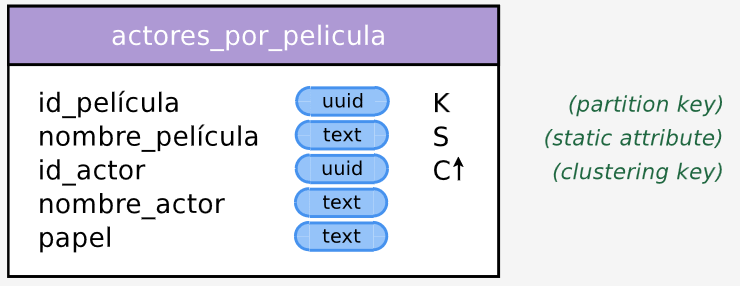 actores_por_pelicula
id_película uuid K (partition key)
nombre_película text S (static attribute)
id_actor uuid C↑ (clustering key)
nombre_actor text
papel text